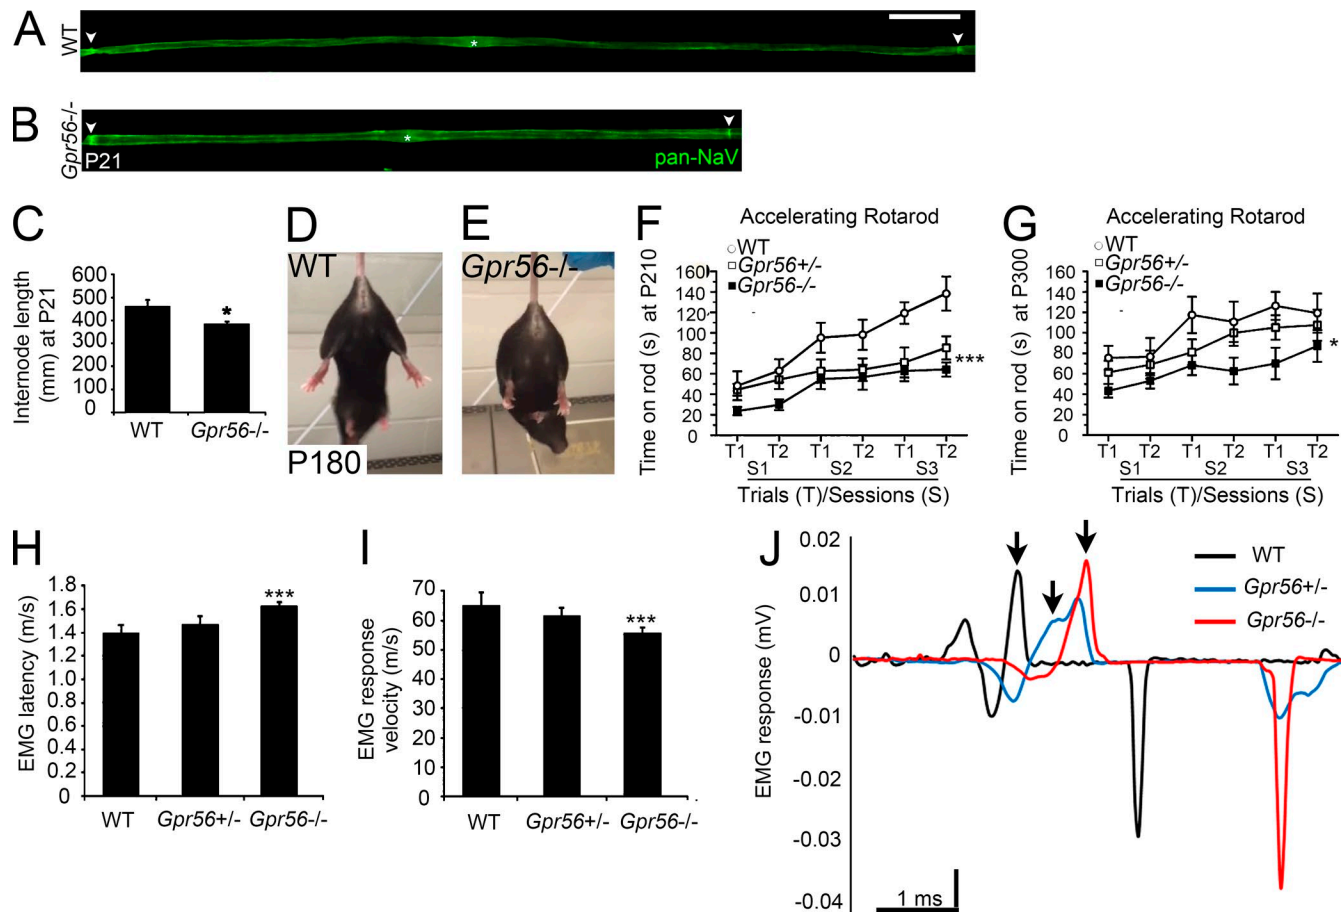 A
WT
B
Gpr56-/-
P21
pan-NaV
C
Internode length
(mm) at P21
600
500
400
300
200
100
0
*
WT
Gpr56-/-
D
WT
P180
E
Gpr56-/-
F
Accelerating Rotarod
WT
Gpr56+/-
Gpr56-/-
Time on rod (s) at P210
160
140
120
100
80
60
40
20
0
***
T1 T2 T1 T2 T1 T2
S1 S2 S3
Trials (T)/Sessions (S)
G
Accelerating Rotarod
WT
Gpr56+/-
Gpr56-/-
Time on rod (s) at P300
160
140
120
100
80
60
40
20
0
*
T1 T2 T1 T2 T1 T2
S1 S2 S3
Trials (T)/Sessions (S)
H
EMG latency (m/s)
1.8
1.6
1.4
1.2
1.0
0.8
0.6
0.4
0.2
0
***
WT Gpr56+/- Gpr56-/-
I
EMG response
velocity (m/s)
70
60
50
40
30
20
10
0
***
WT Gpr56+/- Gpr56-/-
J
EMG response (mV)
0.02
0.01
0
-0.01
-0.02
-0.03
-0.04
WT
Gpr56+/-
Gpr56-/-
1 ms